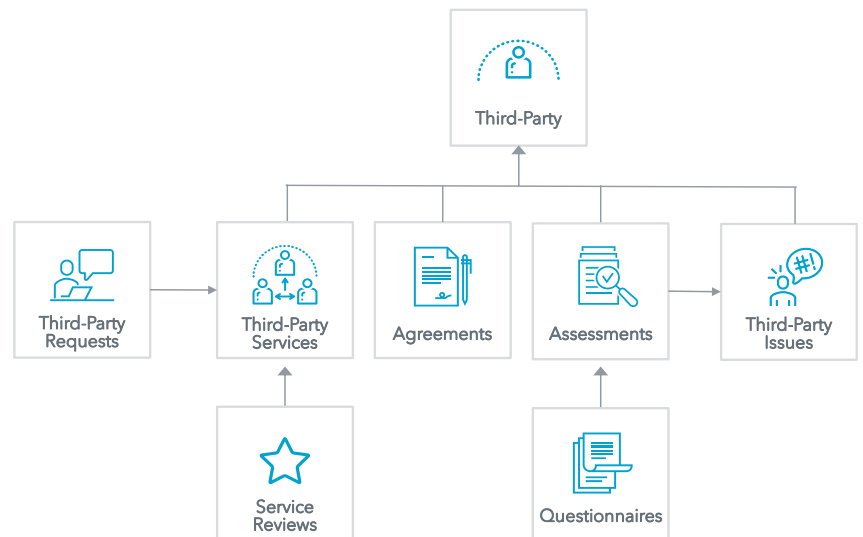 Third-Party
Third-Party
Requests
Third-Party
Services
Agreements
Assessments
#!
Third-Party
Issues
Service
Reviews
Questionnaires